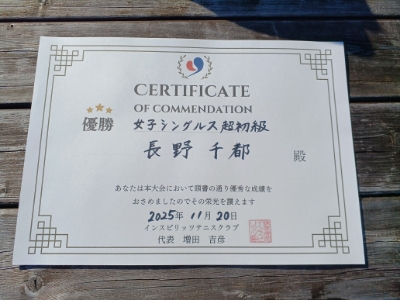 CERTIFICATE
OF COMMENDATION
優勝 女子シングルス超初級
長野 千都 殿
あなたは本大会において頭書の通り優秀な成績を
おさめましたのでその栄光を讃えます
2025年 11月 20日
インスピリッツテニスクラブ
代表 増田 吉彦